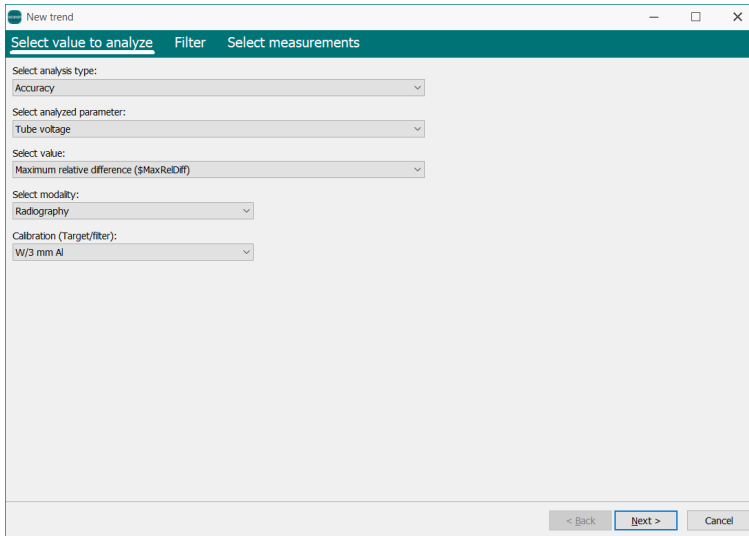 New trend
Select value to analyze Filter Select measurements
Select analysis type:
Accuracy
Select analyzed parameter:
Tube voltage
Select value:
Maximum relative difference ($MaxRelDiff)
Select modality:
Radiography
Calibration (Target/filter):
W/3 mm Al
< Back Next > Cancel